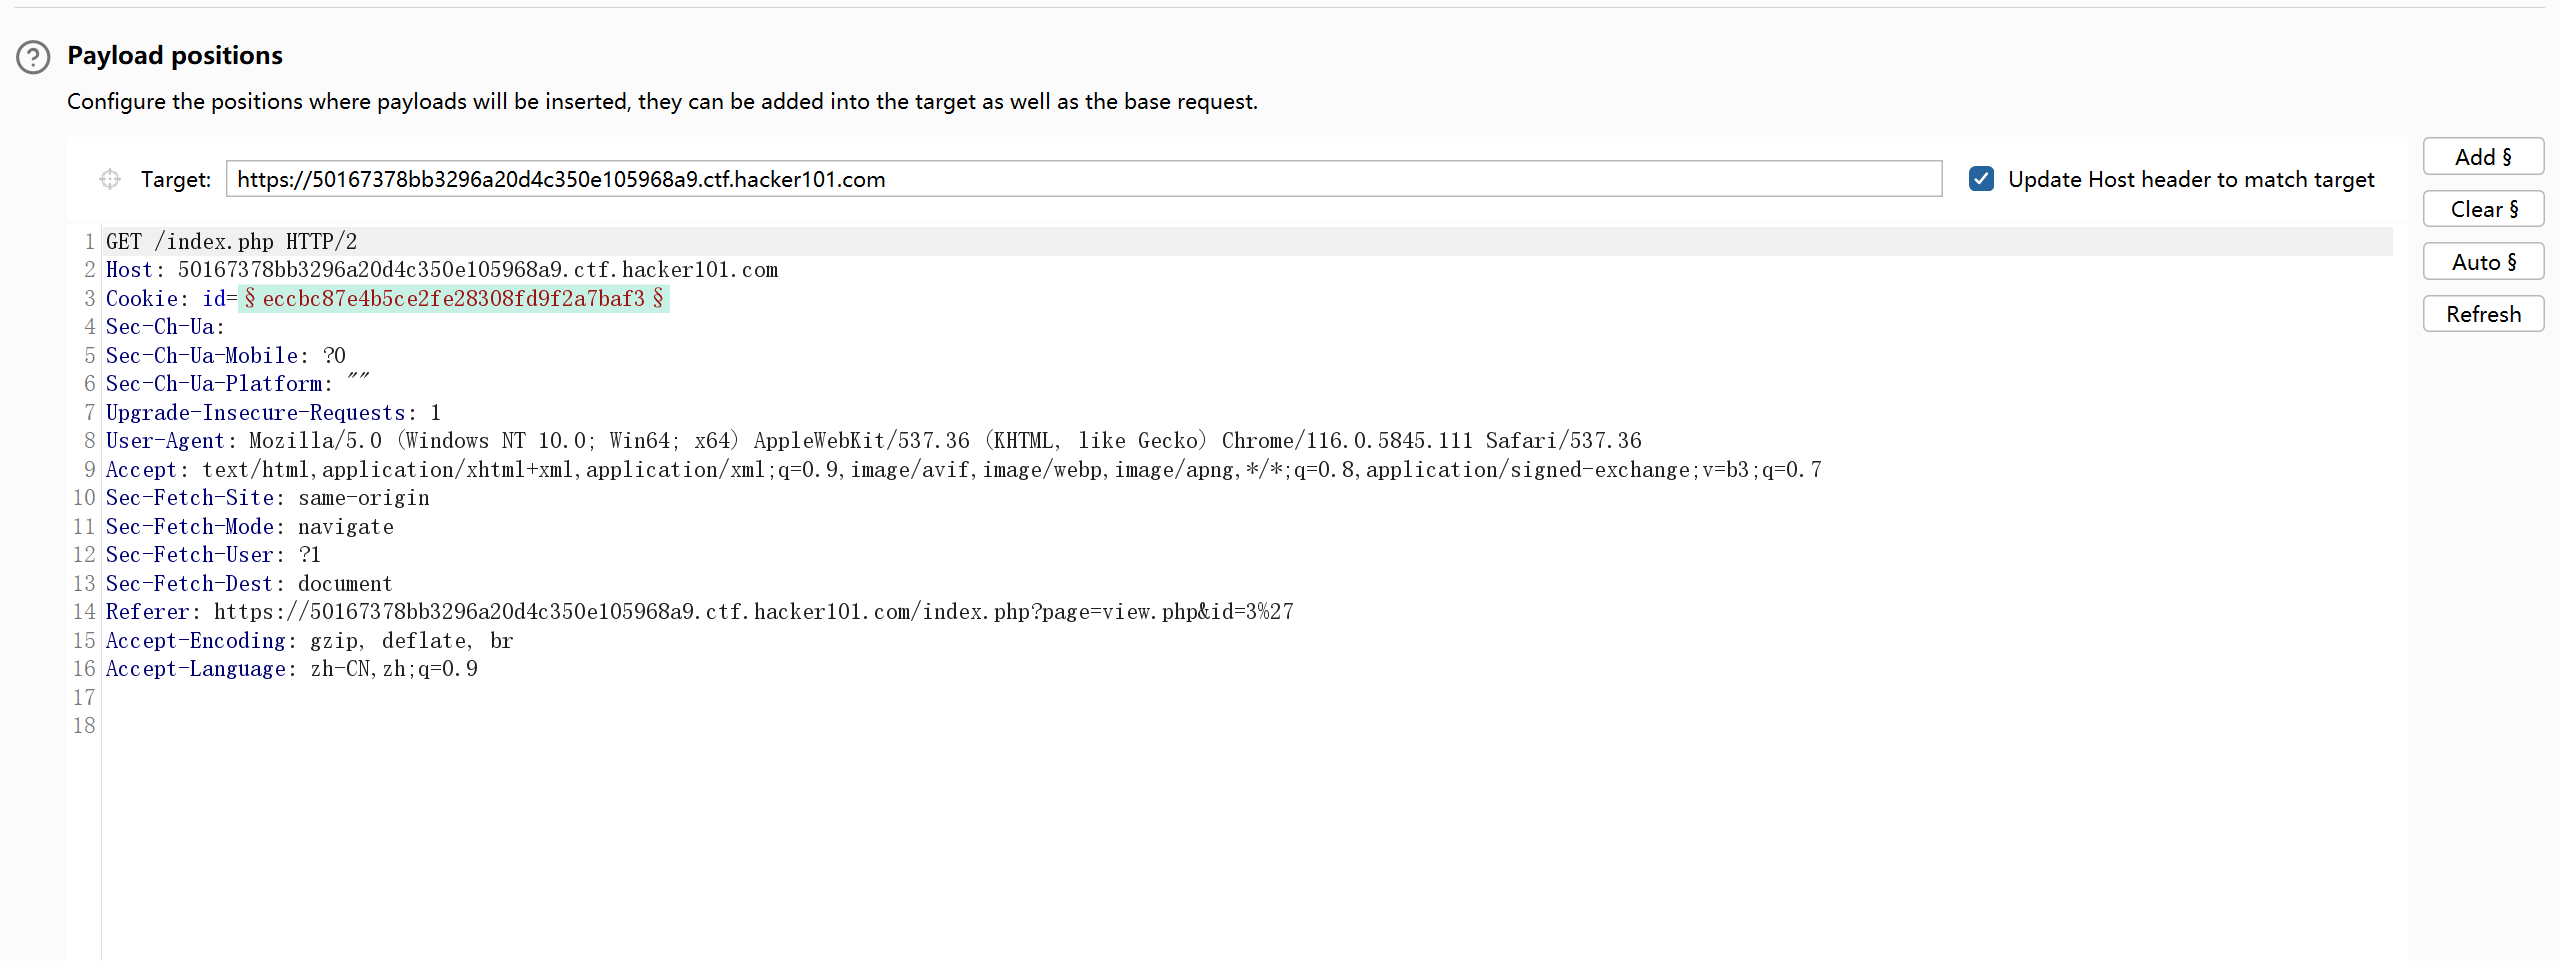 Payload positions
Configure the positions where payloads will be inserted, they can be added into the target as well as the base request.
Target: https://50167378bb3296a20d4c350e105968a9.ctf.hacker101.com Update Host header to match target
Add §
Clear §
Auto §
Refresh
1 GET /index.php HTTP/2
2 Host: 50167378bb3296a20d4c350e105968a9.ctf.hacker101.com
3 Cookie: id=§eccbc87e4b5ce2fe28308fd9f2a7baf3§
4 Sec-Ch-Ua:
5 Sec-Ch-Ua-Mobile: ?0
6 Sec-Ch-Ua-Platform: ""
7 Upgrade-Insecure-Requests: 1
8 User-Agent: Mozilla/5.0 (Windows NT 10.0; Win64; x64) AppleWebKit/537.36 (KHTML, like Gecko) Chrome/116.0.5845.111 Safari/537.36
9 Accept: text/html,application/xhtml+xml,application/xml;q=0.9,image/avif,image/webp,image/apng,*/*;q=0.8,application/signed-exchange;v=b3;q=0.7
10 Sec-Fetch-Site: same-origin
11 Sec-Fetch-Mode: navigate
12 Sec-Fetch-User: ?1
13 Sec-Fetch-Dest: document
14 Referer: https://50167378bb3296a20d4c350e105968a9.ctf.hacker101.com/index.php?page=view.php&id=3%27
15 Accept-Encoding: gzip, deflate, br
16 Accept-Language: zh-CN,zh;q=0.9
17
18